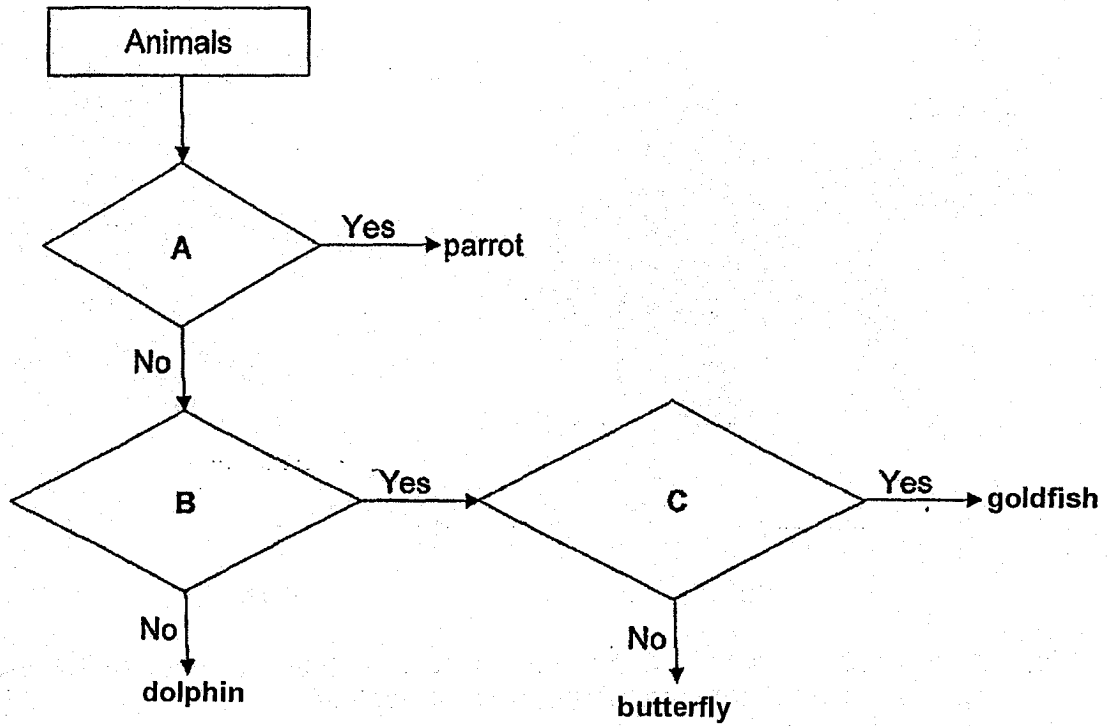 Animals
A
Yes
parrot
No
B
Yes
C
Yes
goldfish
No
dolphin
No
butterfly